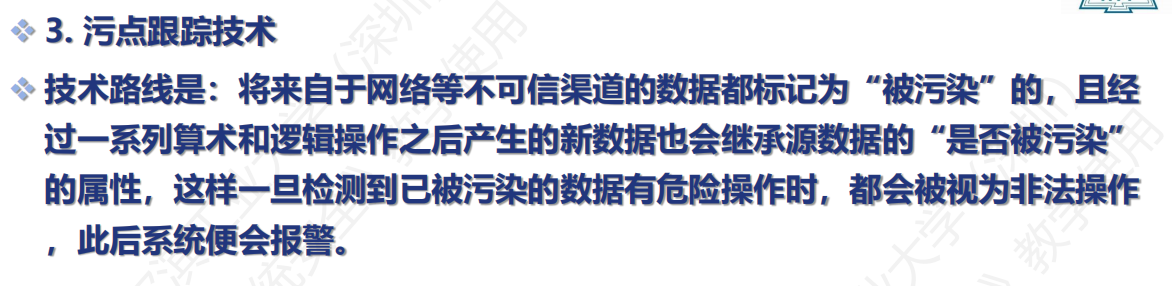 3. 污点跟踪技术
技术路线是：将来自于网络等不可信渠道的数据都标记为“被污染”的，且经
过一系列算术和逻辑操作之后产生的新数据也会继承源数据的“是否被污染”
的属性，这样一旦检测到已被污染的数据有危险操作时，都会被视为非法操作
，此后系统便会报警。